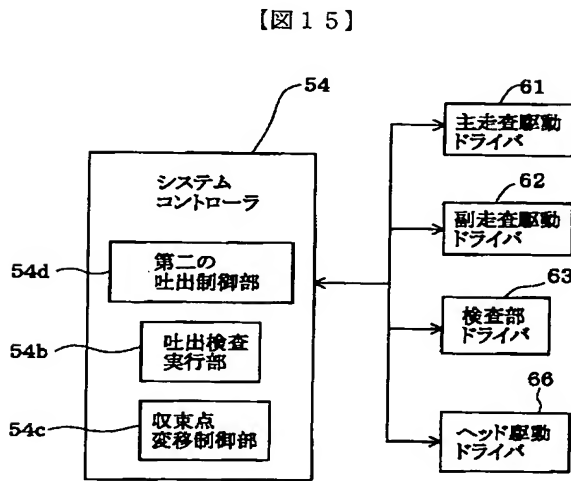 【図１５】
54
システム
コントローラ
54d
第二の
吐出制御部
54b
吐出検査
実行部
54c
収束点
変移制御部
61
主走査駆動
ドライバ
62
副走査駆動
ドライバ
63
検査部
ドライバ
66
ヘッド駆動
ドライバ